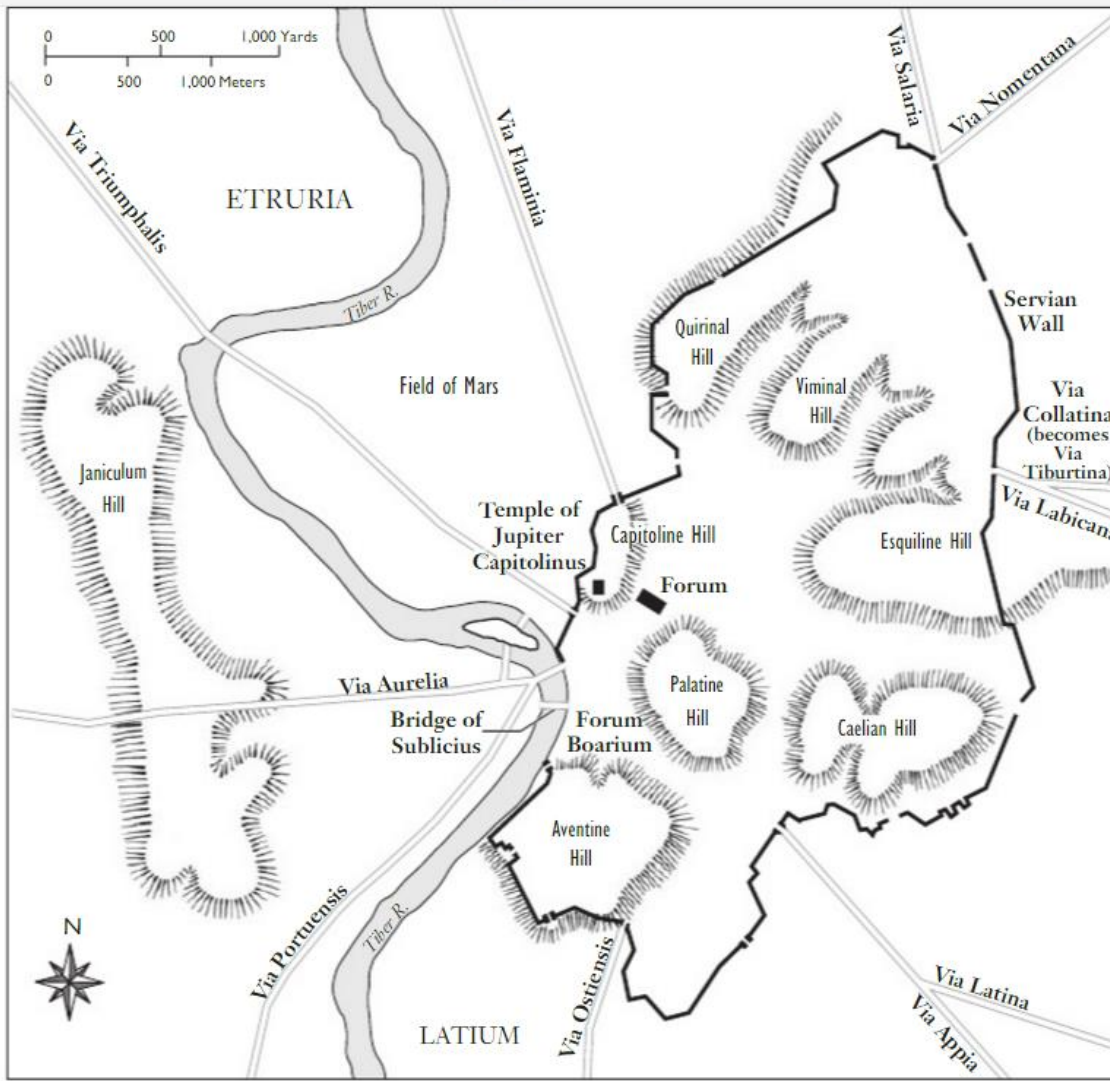 0 500 1,000 Yards
0 500 1,000 Meters
Via Salaria
Via Nomentana
Via Triumphalis
Via Flaminia
ETRURIA
Tiber R.
Servian
Wall
Quirinal
Hill
Field of Mars
Viminal
Hill
Via
Collatina
(becomes
Via
Tiburtina)
Janiculum
Hill
Via Labicana
Temple of
Jupiter
Capitolinus
Capitoline Hill
Esquiline Hill
Forum
Via Aurelia
Palatine
Hill
Bridge of
Sublicius
Forum
Boarium
Caelian Hill
Aventine
Hill
Via Portuensis
Tiber R.
N
Via Ostiensis
Via Latina
Via Appia
LATIUM